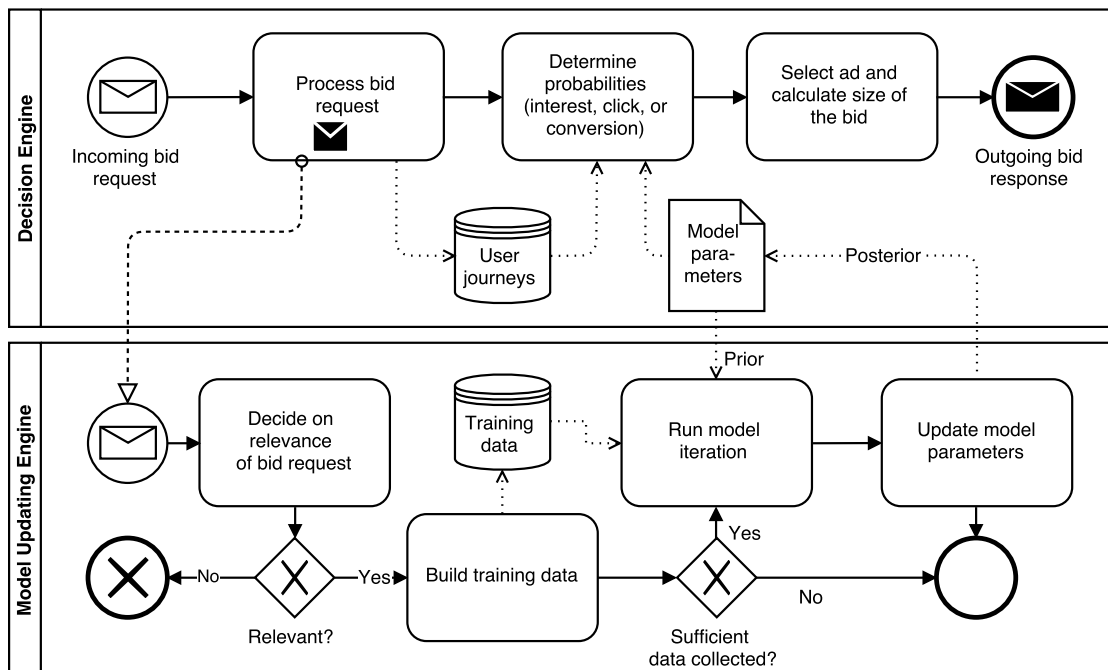 Decision Engine
Incoming bid
request
Process bid
request
Determine
probabilities
(interest, click, or
conversion)
Select ad and
calculate size of
the bid
Outgoing bid
response
User
journeys
Model
para-
meters
Posterior
Model Updating Engine
Prior
Decide on
relevance
of bid request
Training
data
Run model
iteration
Update model
parameters
No
Relevant?
Yes
Build training data
Yes
Sufficient
data collected?
No